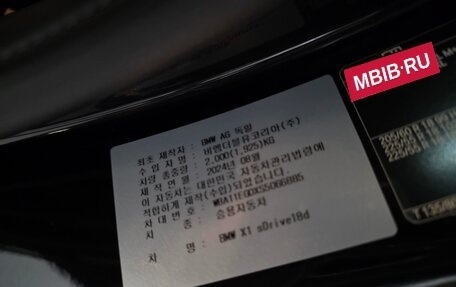 MBIB.RU
최초 제작자 : BMW AG 독일
수 입 자 명 : 비엠더블유코리아(주)
차량 총중량 : 2,000(1,925)KG
제 작 연 월 : 2024년 08월
이 자동차는 대한민국 자동차관리법령에
적합하게 제작(수입)되었습니다.
차 대 번 호 :
차 종 : 승용자동차
차 명 : BMW X1 sDrive18d